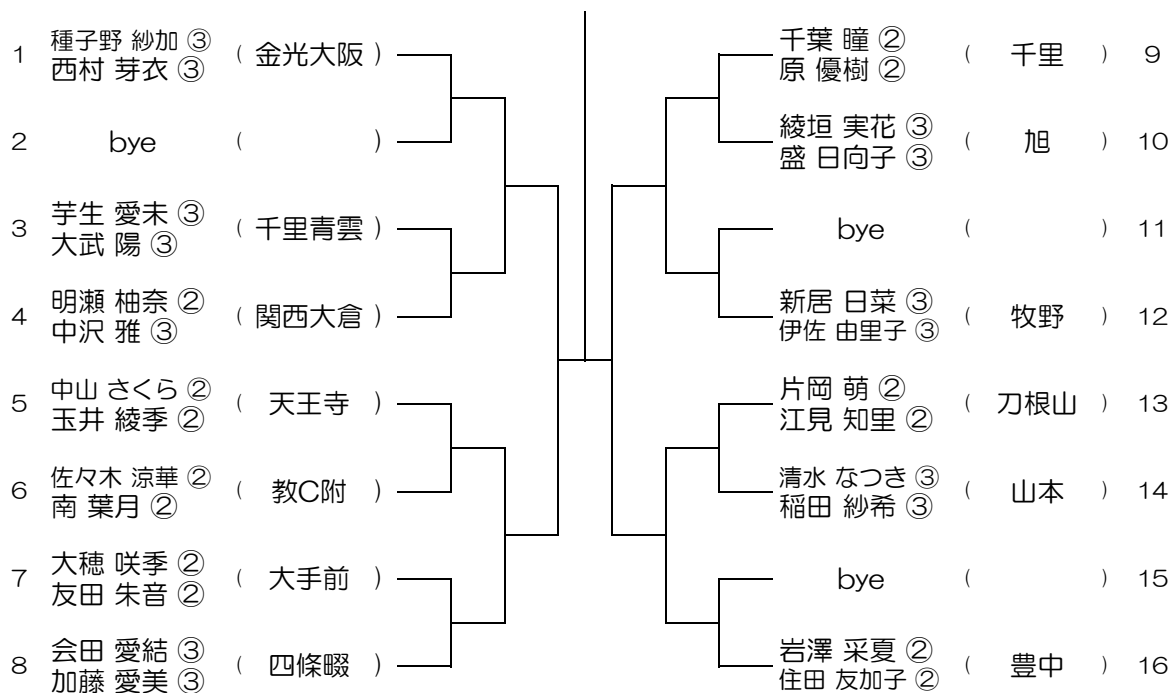 1 種子野 紗加 ③ ( 金光大阪 )
西村 芽衣 ③
2 bye ( )
3 芋生 愛未 ③ ( 千里青雲 )
大武 陽 ③
4 明瀬 柚奈 ② ( 関西大倉 )
中沢 雅 ③
5 中山 さくら ② ( 天王寺 )
玉井 綾季 ②
6 佐々木 涼華 ② ( 教C附 )
南 葉月 ②
7 大穂 咲季 ② ( 大手前 )
友田 朱音 ②
8 会田 愛結 ③ ( 四條畷 )
加藤 愛美 ③
千葉 瞳 ② ( 千里 ) 9
原 優樹 ②
綾垣 実花 ③ ( 旭 ) 10
盛 日向子 ③
bye ( ) 11
新居 日菜 ③ ( 牧野 ) 12
伊佐 由里子 ③
片岡 萌 ② ( 刀根山 ) 13
江見 知里 ②
清水 なつき ③ ( 山本 ) 14
稲田 紗希 ③
bye ( ) 15
岩澤 采夏 ② ( 豊中 ) 16
住田 友加子 ②